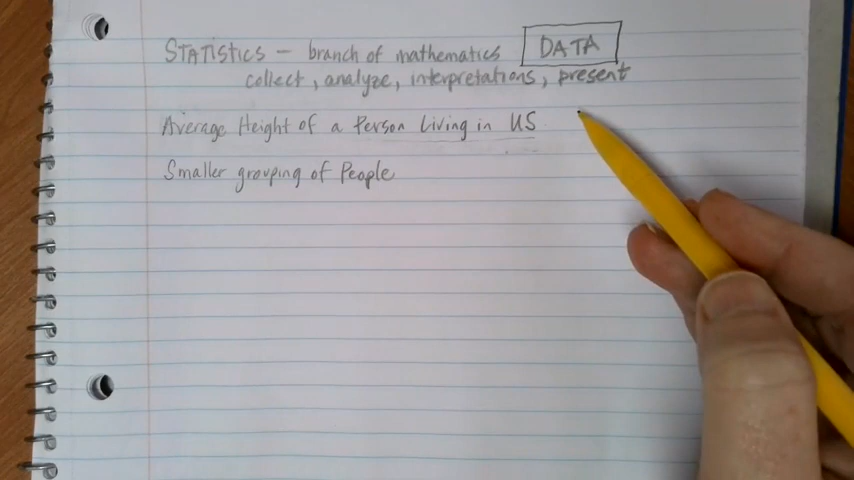 STATISTICS - branch of mathematics DATA
collect, analyze, interpretations, present
Average Height of a Person Living in US
Smaller grouping of People